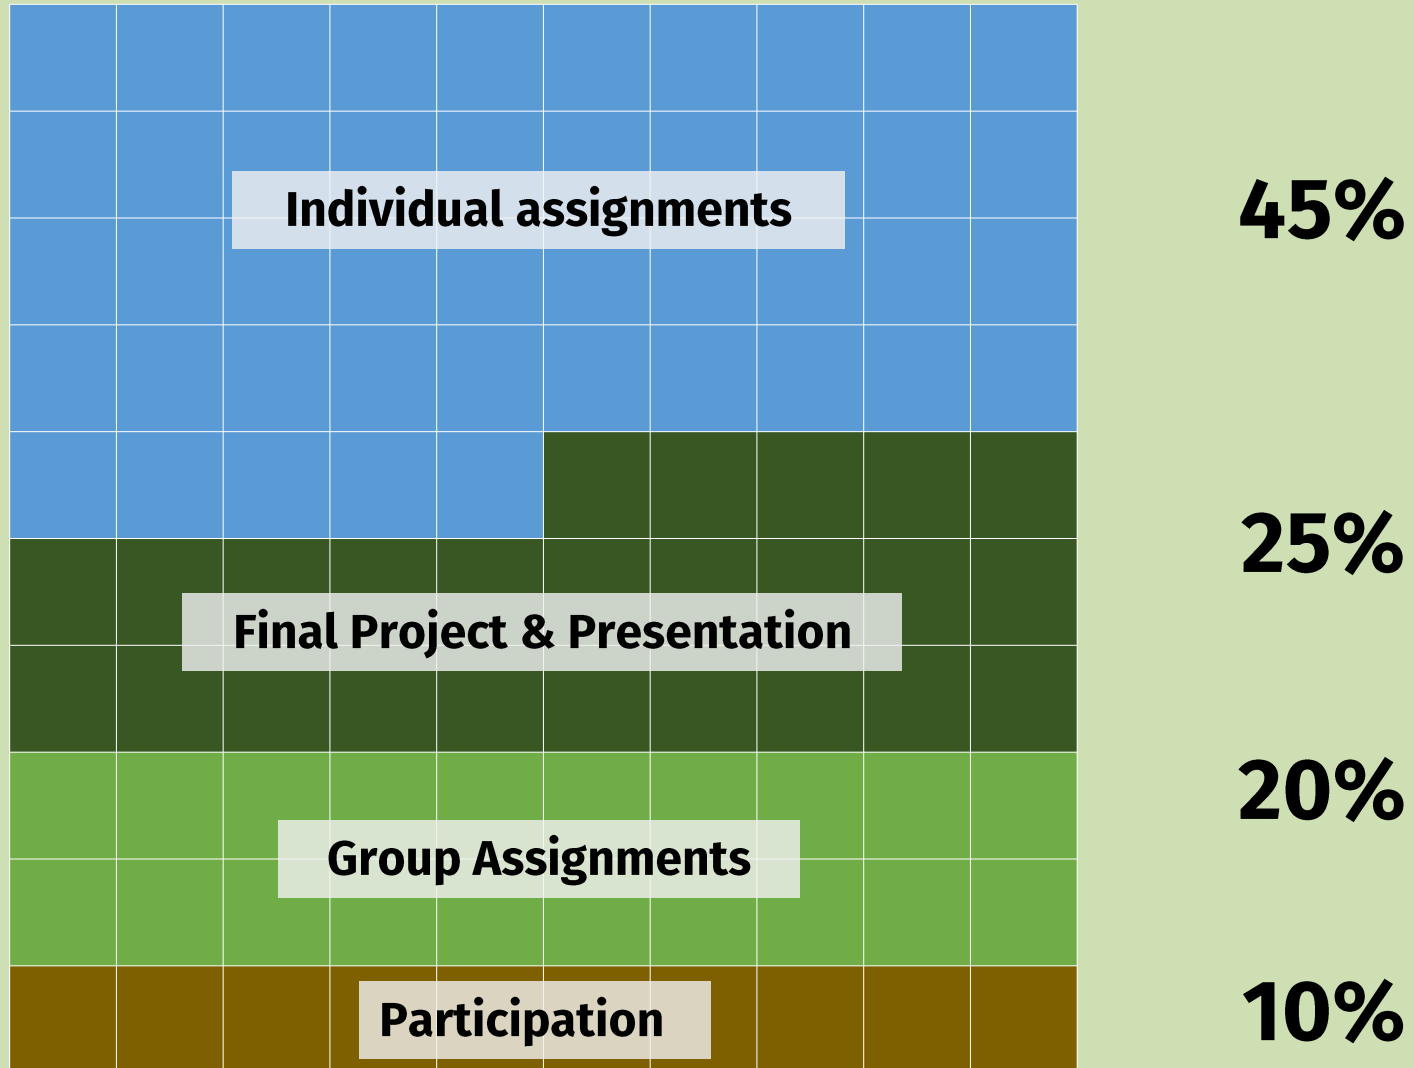 Individual assignments
45%
25%
Final Project & Presentation
20%
Group Assignments
10%
Participation